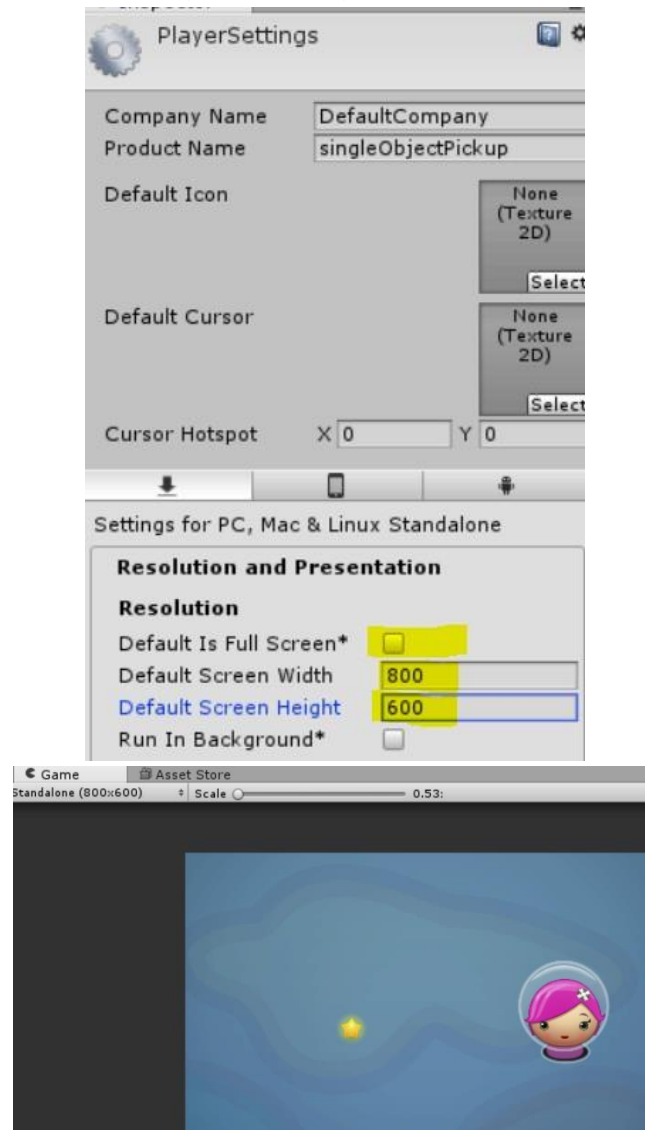 PlayerSettings
Company Name DefaultCompany
Product Name singleObjectPickup
Default Icon None
(Texture
2D)
Select
Default Cursor None
(Texture
2D)
Select
Cursor Hotspot X 0 Y 0
Settings for PC, Mac & Linux Standalone
Resolution and Presentation
Resolution
Default Is Full Screen*
Default Screen Width 800
Default Screen Height 600
Run In Background*
Game Asset Store
Standalone (800x600) Scale 0.53: